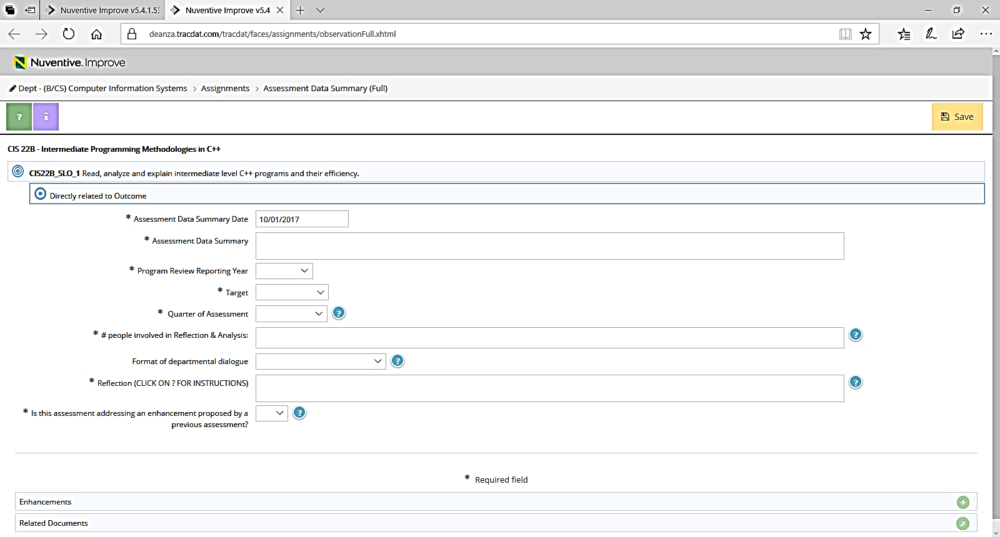 Nuventive Improve v5.4.1.53
Nuventive Improve v5.4
deanza.tracdat.com/tracdat/faces/assignments/observationFull.xhtml
Nuventive.Improve
Dept - (B/CS) Computer Information Systems > Assignments > Assessment Data Summary (Full)
? i
Save
CIS 22B - Intermediate Programming Methodologies in C++
CIS22B_SLO_1 Read, analyze and explain intermediate level C++ programs and their efficiency.
Directly related to Outcome
* Assessment Data Summary Date 10/01/2017
* Assessment Data Summary
* Program Review Reporting Year
* Target
* Quarter of Assessment ?
* # people involved in Reflection & Analysis: ?
Format of departmental dialogue ?
* Reflection (CLICK ON ? FOR INSTRUCTIONS) ?
* Is this assessment addressing an enhancement proposed by a ?
previous assessment?
* Required field
Enhancements
Related Documents